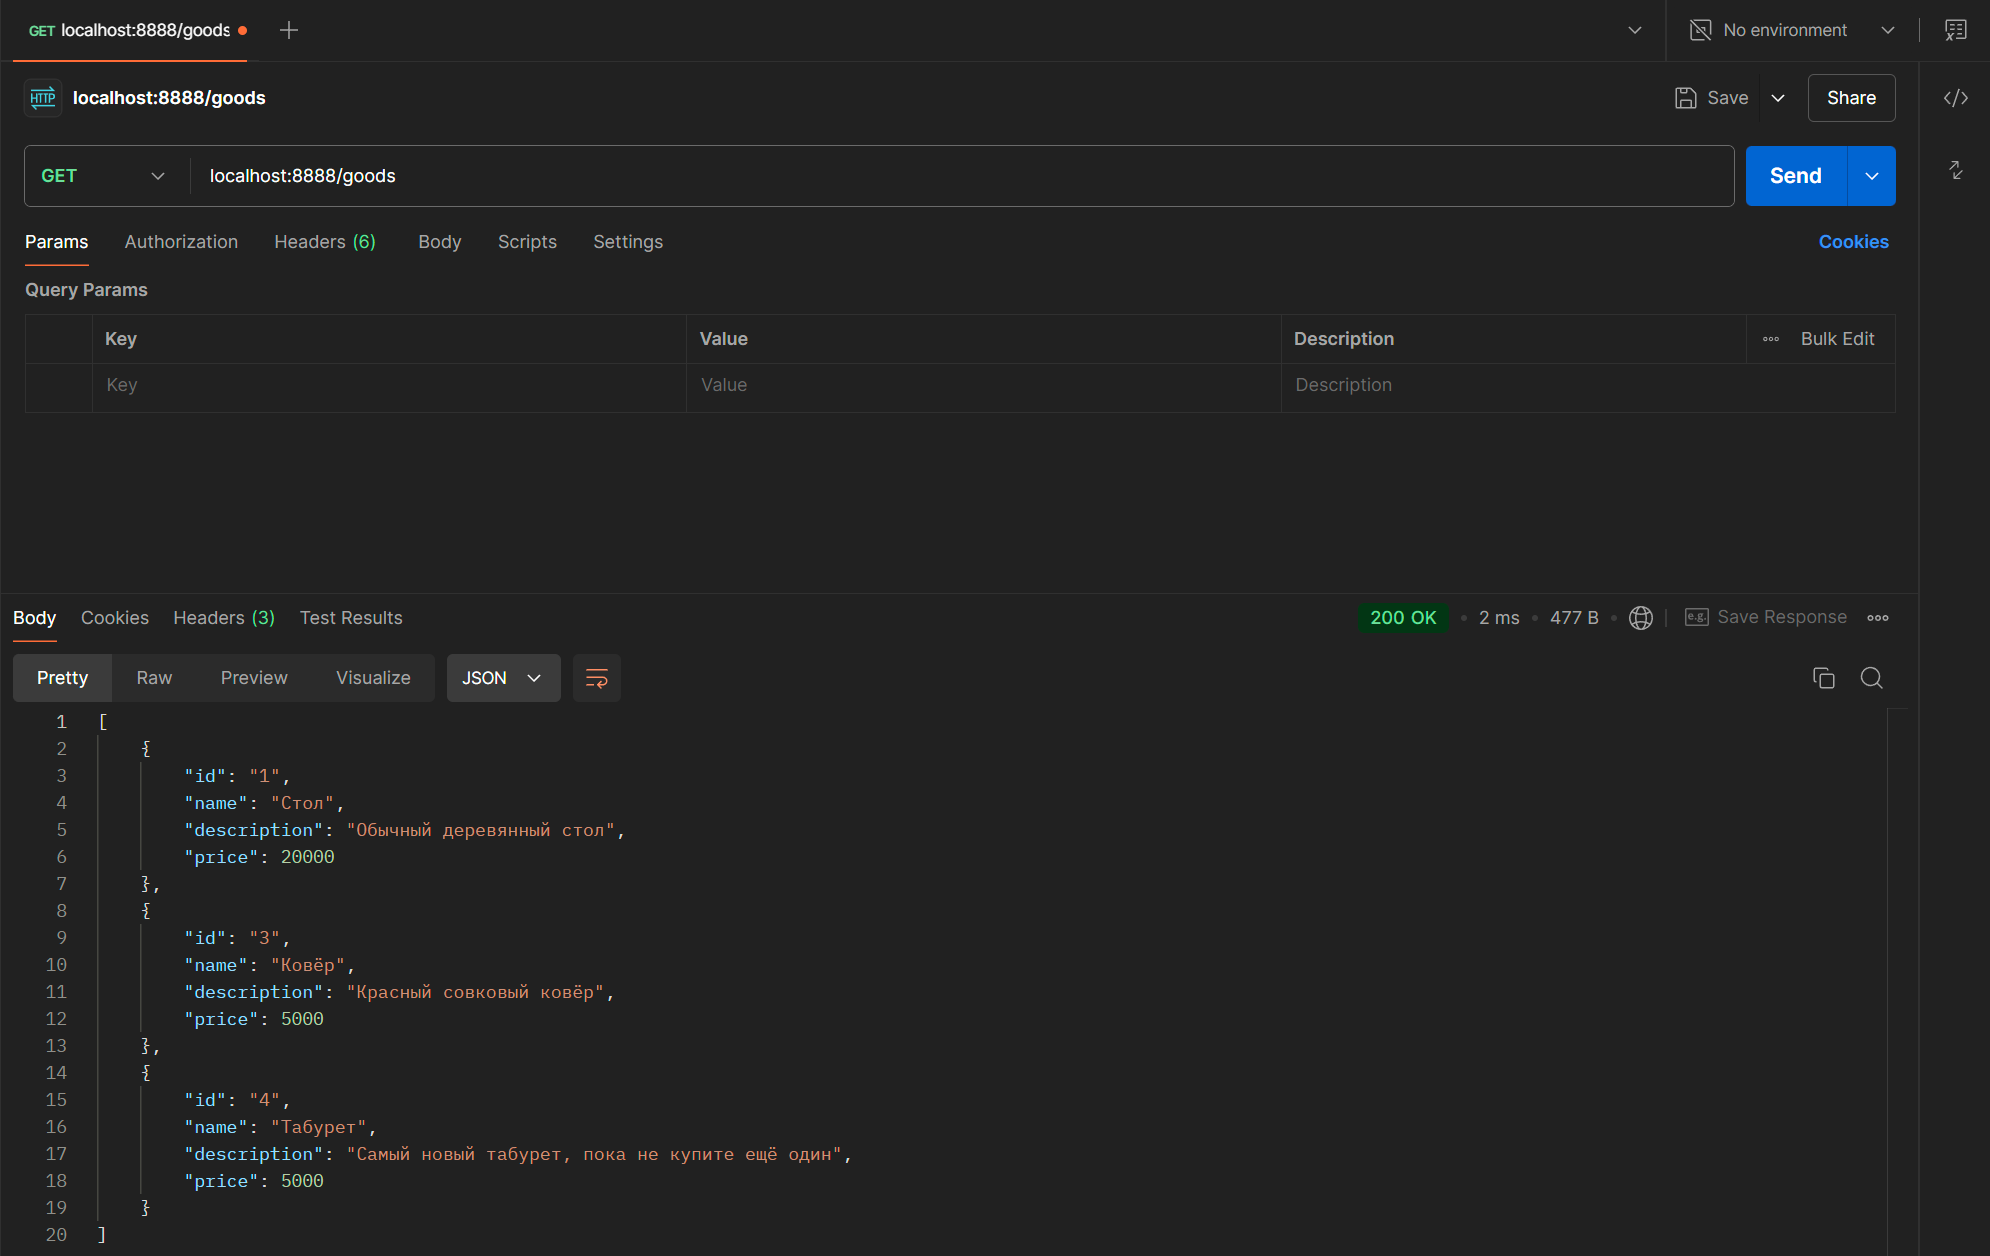 GET localhost:8888/goods
No environment
HTTP localhost:8888/goods
Save
Share
GET localhost:8888/goods
Send
Params Authorization Headers (6) Body Scripts Settings Cookies
Query Params
Key Value Description Bulk Edit
Key Value Description
Body Cookies Headers (3) Test Results 200 OK • 2 ms • 477 B • e.g. Save Response
Pretty Raw Preview Visualize JSON
1 [
2 {
3 "id": "1",
4 "name": "Стол",
5 "description": "Обычный деревянный стол",
6 "price": 20000
7 },
8 {
9 "id": "3",
10 "name": "Ковёр",
11 "description": "Красный совковый ковёр",
12 "price": 5000
13 },
14 {
15 "id": "4",
16 "name": "Табурет",
17 "description": "Самый новый табурет, пока не купите ещё один",
18 "price": 5000
19 }
20 ]